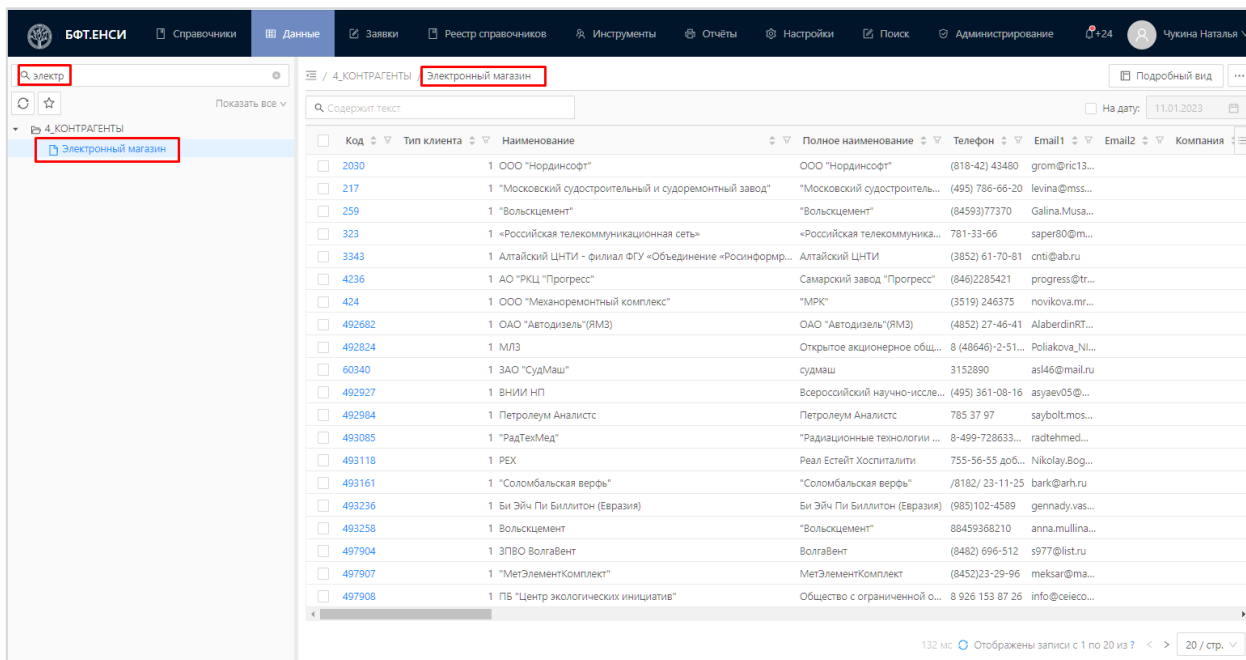 БФТ.ЕНСИ Справочники Данные Заявки Реестр справочников Инструменты Отчёты Настройки Поиск Администрирование +24 Чукина Наталья
электр
4_КОНТРАГЕНТЫ / Электронный магазин Подробный вид ...
Показать все
Содержит текст На дату: 11.01.2023
4_КОНТРАГЕНТЫ
Электронный магазин
Код Тип клиента Наименование Полное наименование Телефон Email1 Email2 Компания
2030 1 ООО "Нординсофт" ООО "Нординсофт" (818-42) 43480 grom@ric13...
217 1 "Московский судостроительный и судоремонтный завод" "Московский судостроитель... (495) 786-66-20 levina@mss...
259 1 "Вольскцемент" "Вольскцемент" (84593)77370 Galina.Musa...
323 1 «Российская телекоммуникационная сеть» «Российская телекоммуника... 781-33-66 saper80@m...
3343 1 Алтайский ЦНТИ - филиал ФГУ «Объединение «Росинформр... Алтайский ЦНТИ (3852) 61-70-81 cnti@ab.ru
4236 1 АО "РКЦ "Прогресс" Самарский завод "Прогресс" (846)2285421 progress@tr...
424 1 ООО "Механоремонтный комплекс" "МРК" (3519) 246375 novikova.mr...
492682 1 ОАО "Автодизель"(ЯМЗ) ОАО "Автодизель"(ЯМЗ) (4852) 27-46-41 AlaberdinRT...
492824 1 МЛЗ Открытое акционерное общ... 8 (48646)-2-51... Poliakova_NI...
60340 1 ЗАО "СудМаш" судмаш 3152890 asl46@mail.ru
492927 1 ВНИИ НП Всероссийский научно-иссле... (495) 361-08-16 asyaev05@...
492984 1 Петролеум Аналистс Петролеум Аналистс 785 37 97 saybolt.mos...
493085 1 "РадТехМед" "Радиационные технологии ... 8-499-728633... radtehmed...
493118 1 РЕХ Реал Естейт Хоспиталити 755-56-55 доб... Nikolay.Bog...
493161 1 "Соломбальская верфь" "Соломбальская верфь" /8182/ 23-11-25 bark@arh.ru
493236 1 Би Эйч Пи Биллитон (Евразия) Би Эйч Пи Биллитон (Евразия) (985)102-4589 gennady.vas...
493258 1 Вольскцемент "Вольскцемент" 88459368210 anna.mullina...
497904 1 ЗПВО ВолгаВент ВолгаВент (8482) 696-512 s977@list.ru
497907 1 "МетЭлементКомплект" МетЭлементКомплект (8452)23-29-96 meksar@ma...
497908 1 ПБ "Центр экологических инициатив" Общество с ограниченной о... 8 926 153 87 26 info@ceieco...
132 мс Отображены записи с 1 по 20 из ? < > 20 / стр.